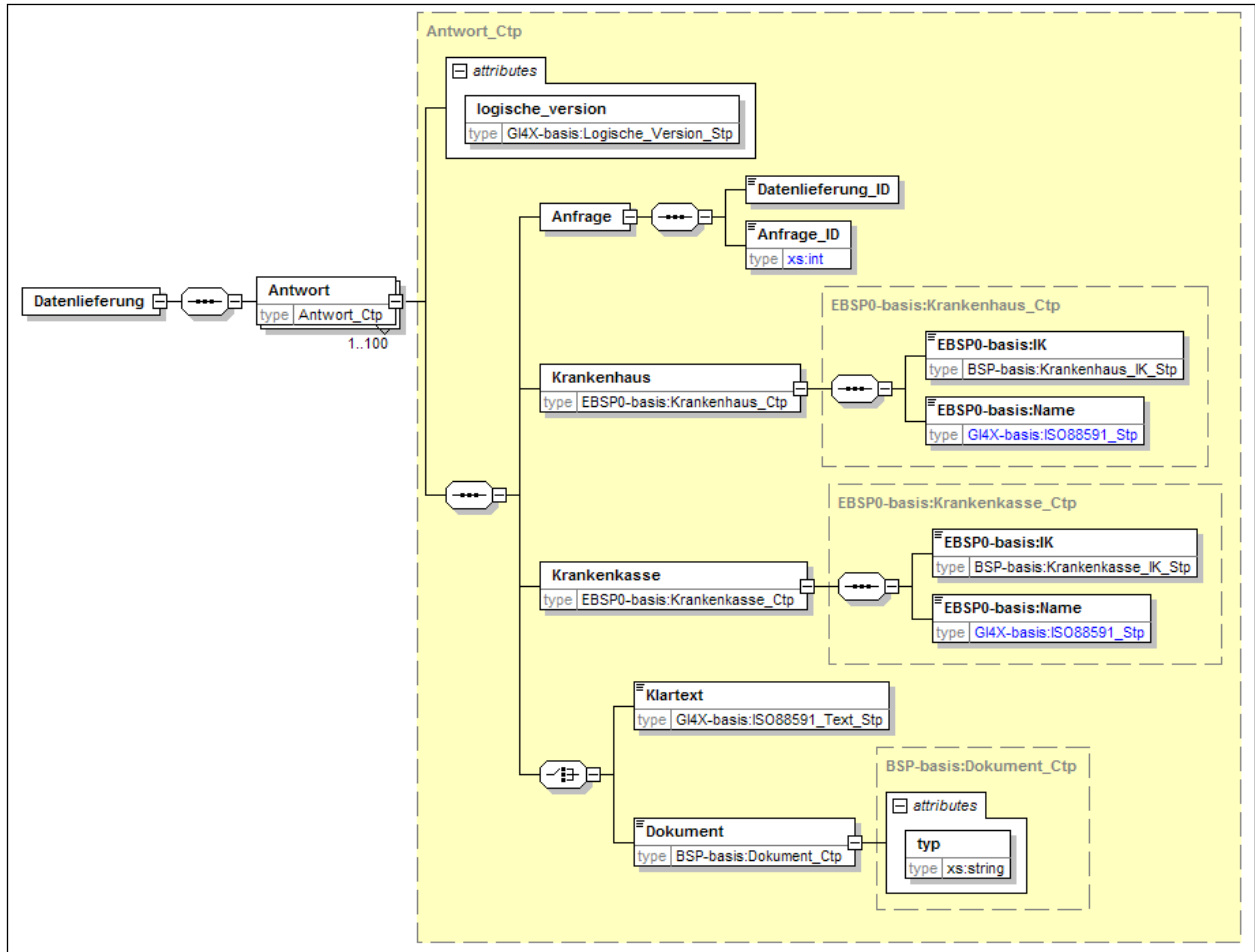 Antwort_Ctp
attributes
logische_version
type GI4X-basis:Logische_Version_Stp
Datenlieferung
Antwort
type Antwort_Ctp
1..100
Anfrage
Datenlieferung_ID
Anfrage_ID
type xs:int
Krankenhaus
type EBSP0-basis:Krankenhaus_Ctp
EBSP0-basis:Krankenhaus_Ctp
EBSP0-basis:IK
type BSP-basis:Krankenhaus_IK_Stp
EBSP0-basis:Name
type GI4X-basis:ISO88591_Stp
Krankenkasse
type EBSP0-basis:Krankenkasse_Ctp
EBSP0-basis:Krankenkasse_Ctp
EBSP0-basis:IK
type BSP-basis:Krankenkasse_IK_Stp
EBSP0-basis:Name
type GI4X-basis:ISO88591_Stp
Klartext
type GI4X-basis:ISO88591_Text_Stp
Dokument
type BSP-basis:Dokument_Ctp
BSP-basis:Dokument_Ctp
attributes
typ
type xs:string